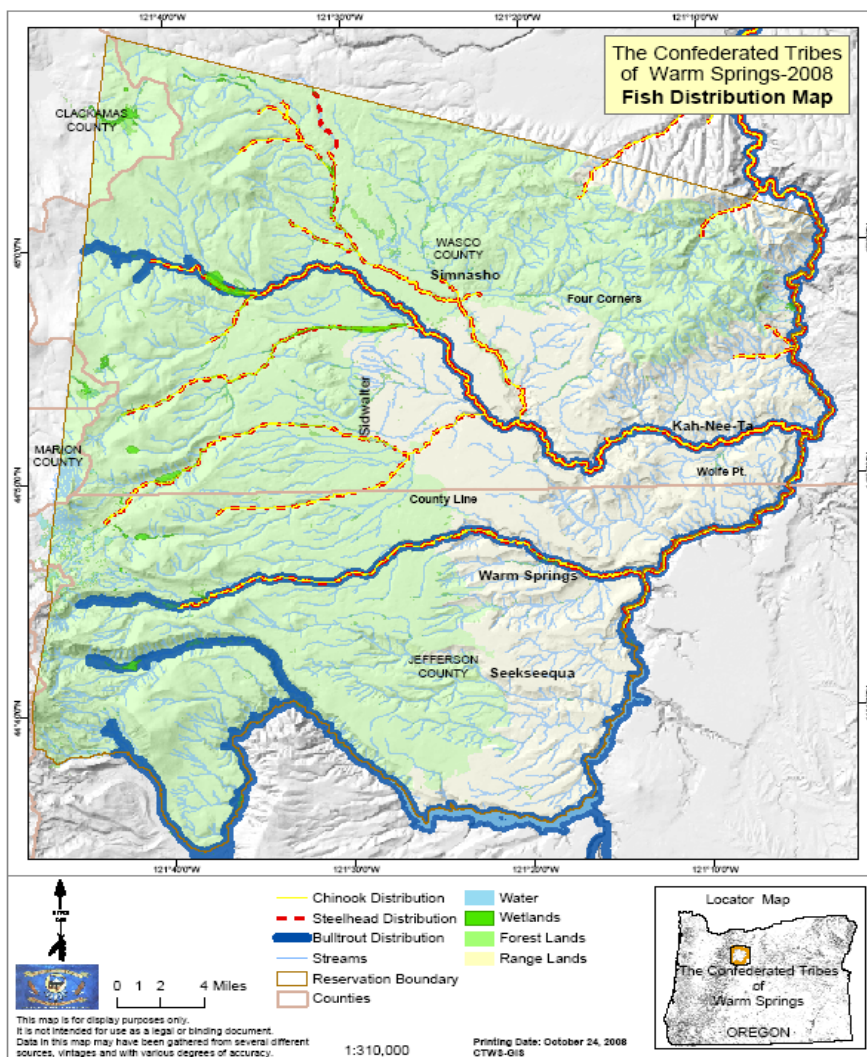 121°40'0"W 121°30'0"W 121°20'0"W 121°10'0"W
The Confederated Tribes
of Warm Springs-2008
Fish Distribution Map
CLACKAMAS
COUNTY
WASCO
COUNTY
Simnasho
Four Corners
Sidwalter
Kah-Nee-Ta
MARION
COUNTY
Wolfe Pt.
44°50'0"N
County Line
Warm Springs
JEFFERSON
COUNTY
Seekseequa
44°40'0"N
121°40'0"W 121°30'0"W 121°20'0"W 121°10'0"W
Chinook Distribution
Steelhead Distribution
Bulltrout Distribution
Streams
Reservation Boundary
Counties
Water
Wetlands
Forest Lands
Range Lands
Locator Map
The Confederated Tribes
of
Warm Springs
OREGON
0 1 2 4 Miles
This map is for display purposes only.
It is not intended for use as a legal or binding document.
Data in this map may have been gathered from several different
sources, vintages and with various degrees of accuracy.
1:310,000
Printing Date: October 24, 2008
CTWS-GIS